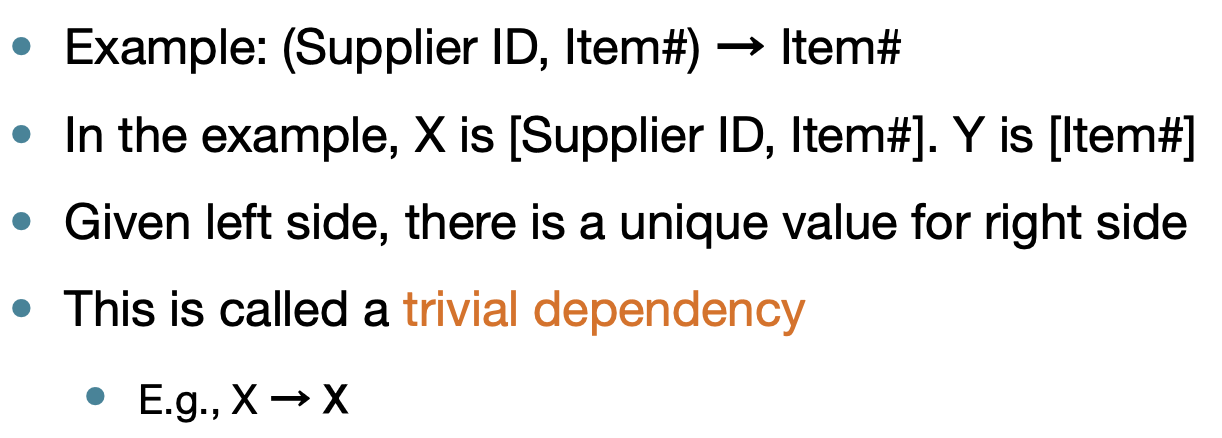 • Example: (Supplier ID, Item#) → Item#
• In the example, X is [Supplier ID, Item#]. Y is [Item#]
• Given left side, there is a unique value for right side
• This is called a trivial dependency
• E.g., X → X